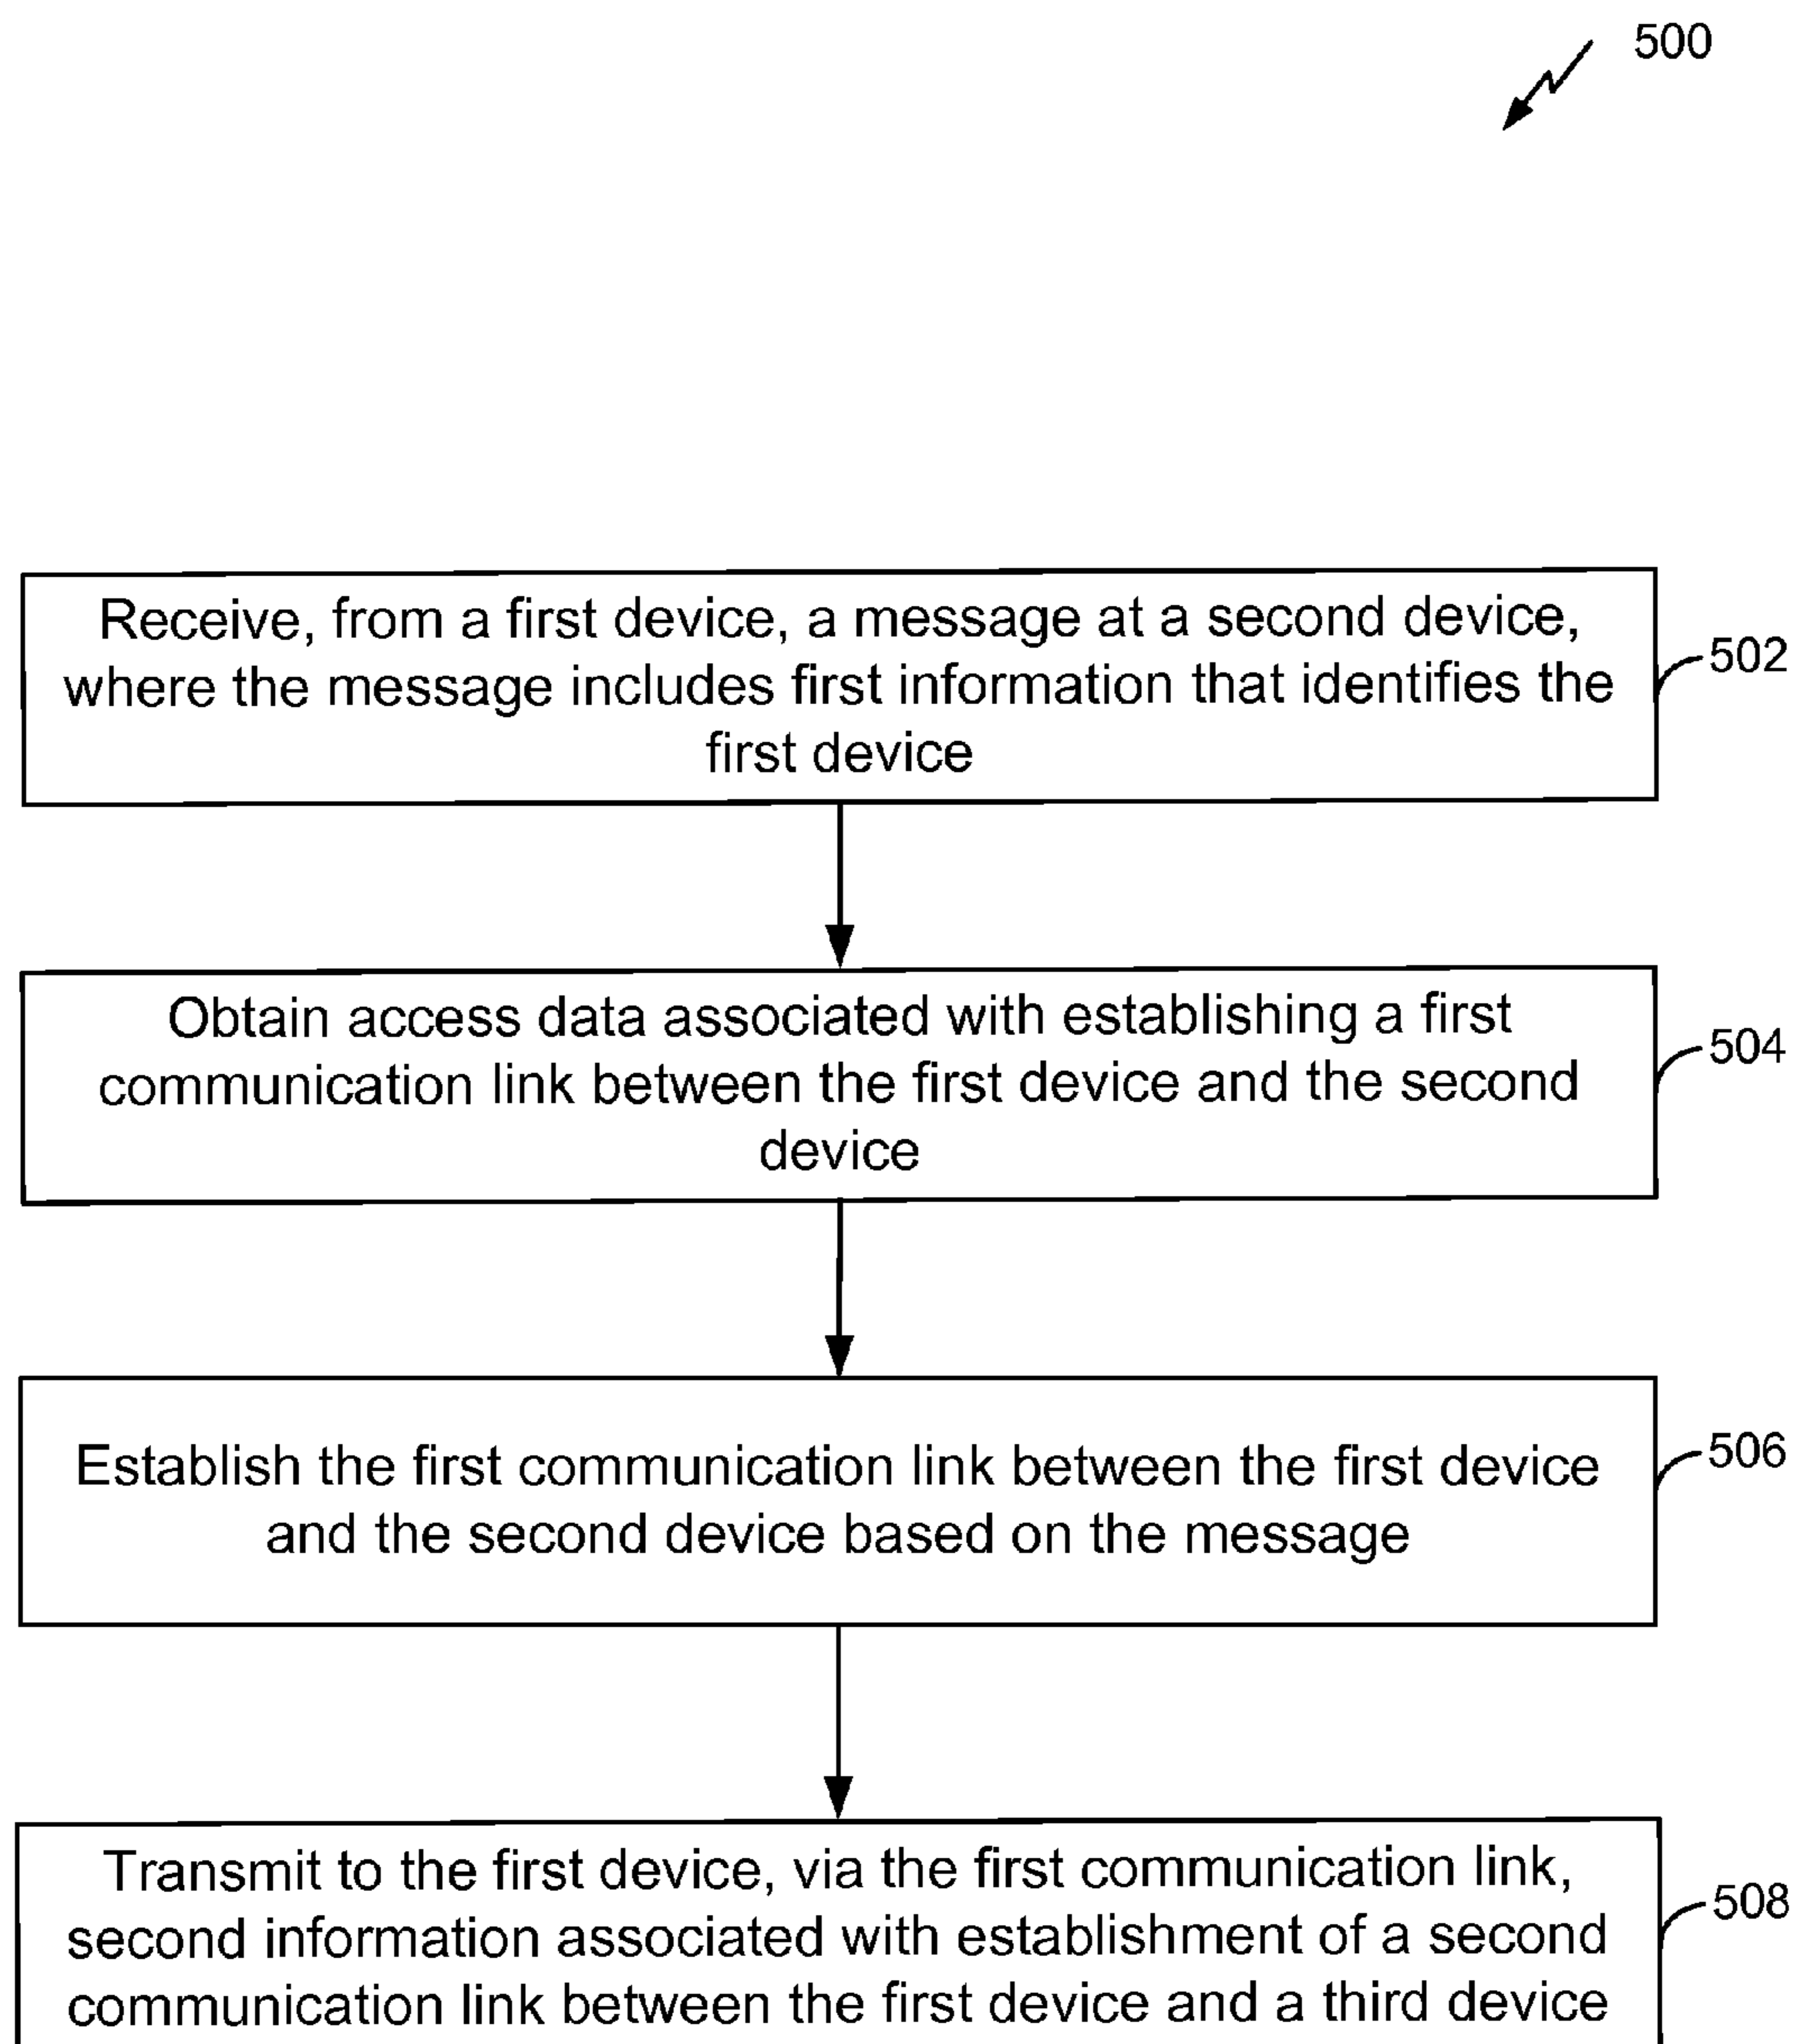 500
Receive, from a first device, a message at a second device,
where the message includes first information that identifies the
first device
502
Obtain access data associated with establishing a first
communication link between the first device and the second
device
504
Establish the first communication link between the first device
and the second device based on the message
506
Transmit to the first device, via the first communication link,
second information associated with establishment of a second
communication link between the first device and a third device
508